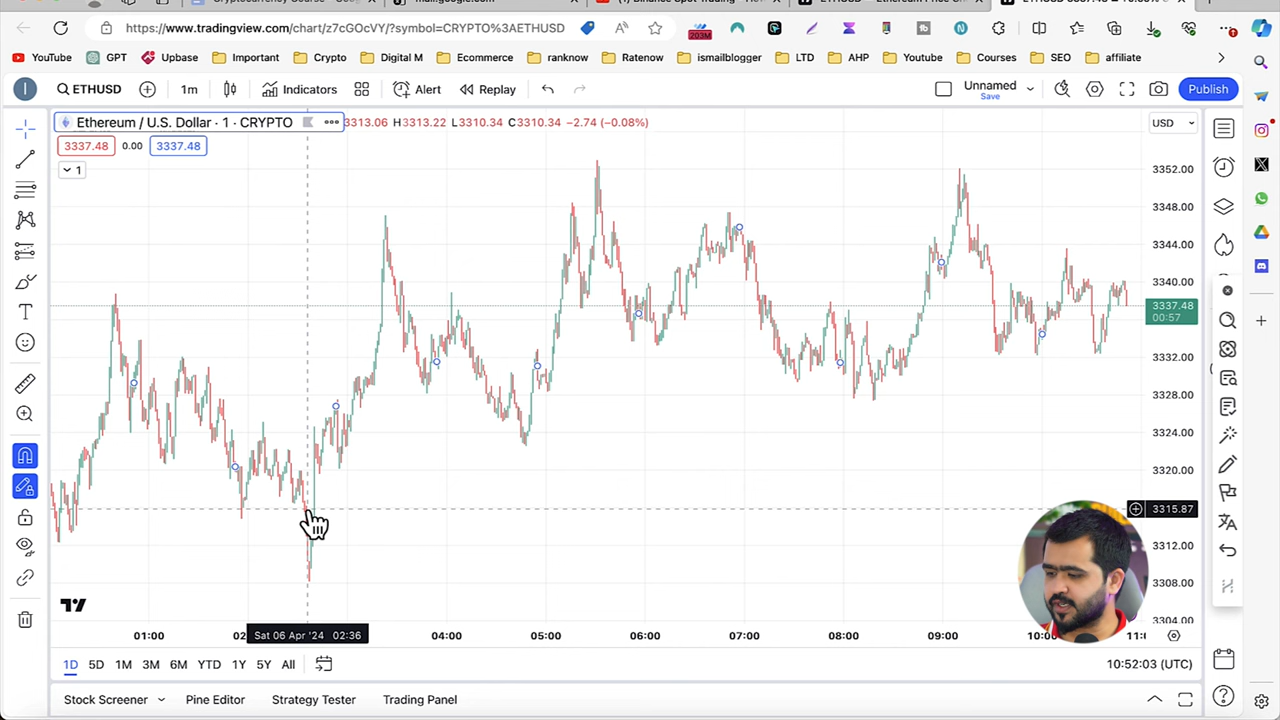 https://www.tradingview.com/chart/z7cGOcVY/?symbol=CRYPTO%3AETHUSD
203M
YouTube GPT Upbase Important Crypto Digital M Ecommerce ranknow Ratenow ismailblogger LTD AHP Youtube Courses SEO affiliate
ETHUSD 1m Indicators Alert Replay Unnamed Save Publish
Ethereum / U.S. Dollar · 1 · CRYPTO 3313.06 H3313.22 L3310.34 C3310.34 −2.74 (−0.08%)
USD
3337.48 0.00 3337.48
1
3352.00
3348.00
3344.00
3340.00
3337.48
00:57
3332.00
3328.00
3324.00
3320.00
3315.87
3312.00
3308.00
3304.00
01:00 02 Sat 06 Apr '24 02:36 04:00 05:00 06:00 07:00 08:00 09:00 10:00 11:
1D 5D 1M 3M 6M YTD 1Y 5Y All 10:52:03 (UTC)
Stock Screener Pine Editor Strategy Tester Trading Panel